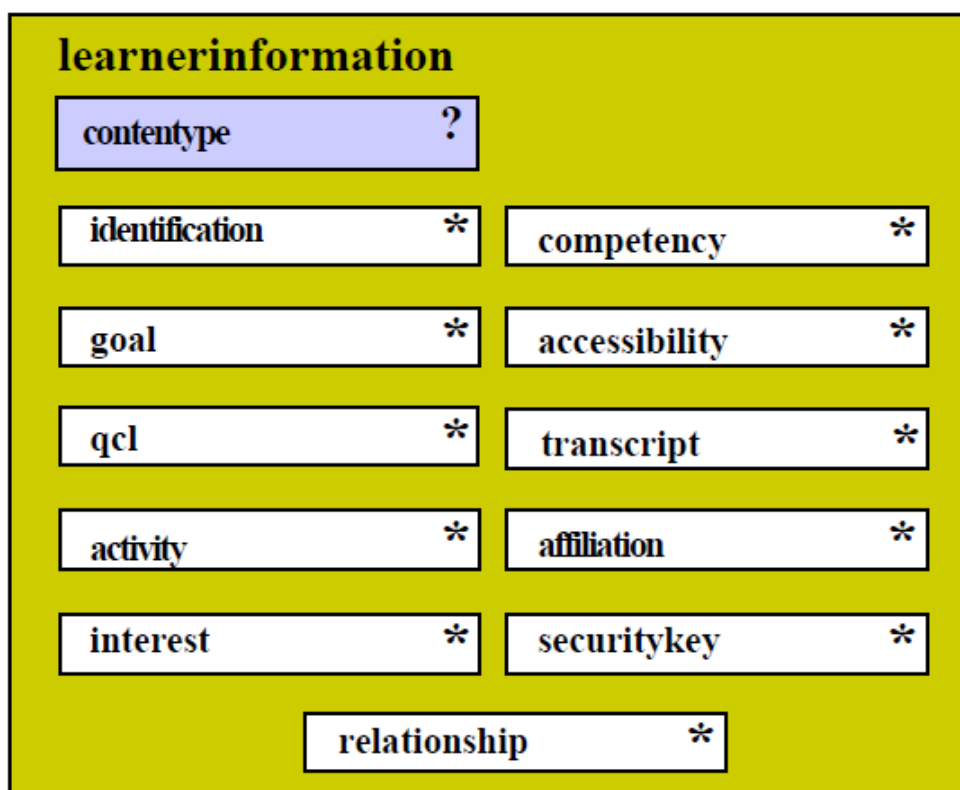 learnerinformation
contentype ?
identification *
competency *
goal *
accessibility *
qcl *
transcript *
activity *
affiliation *
interest *
securitykey *
relationship *